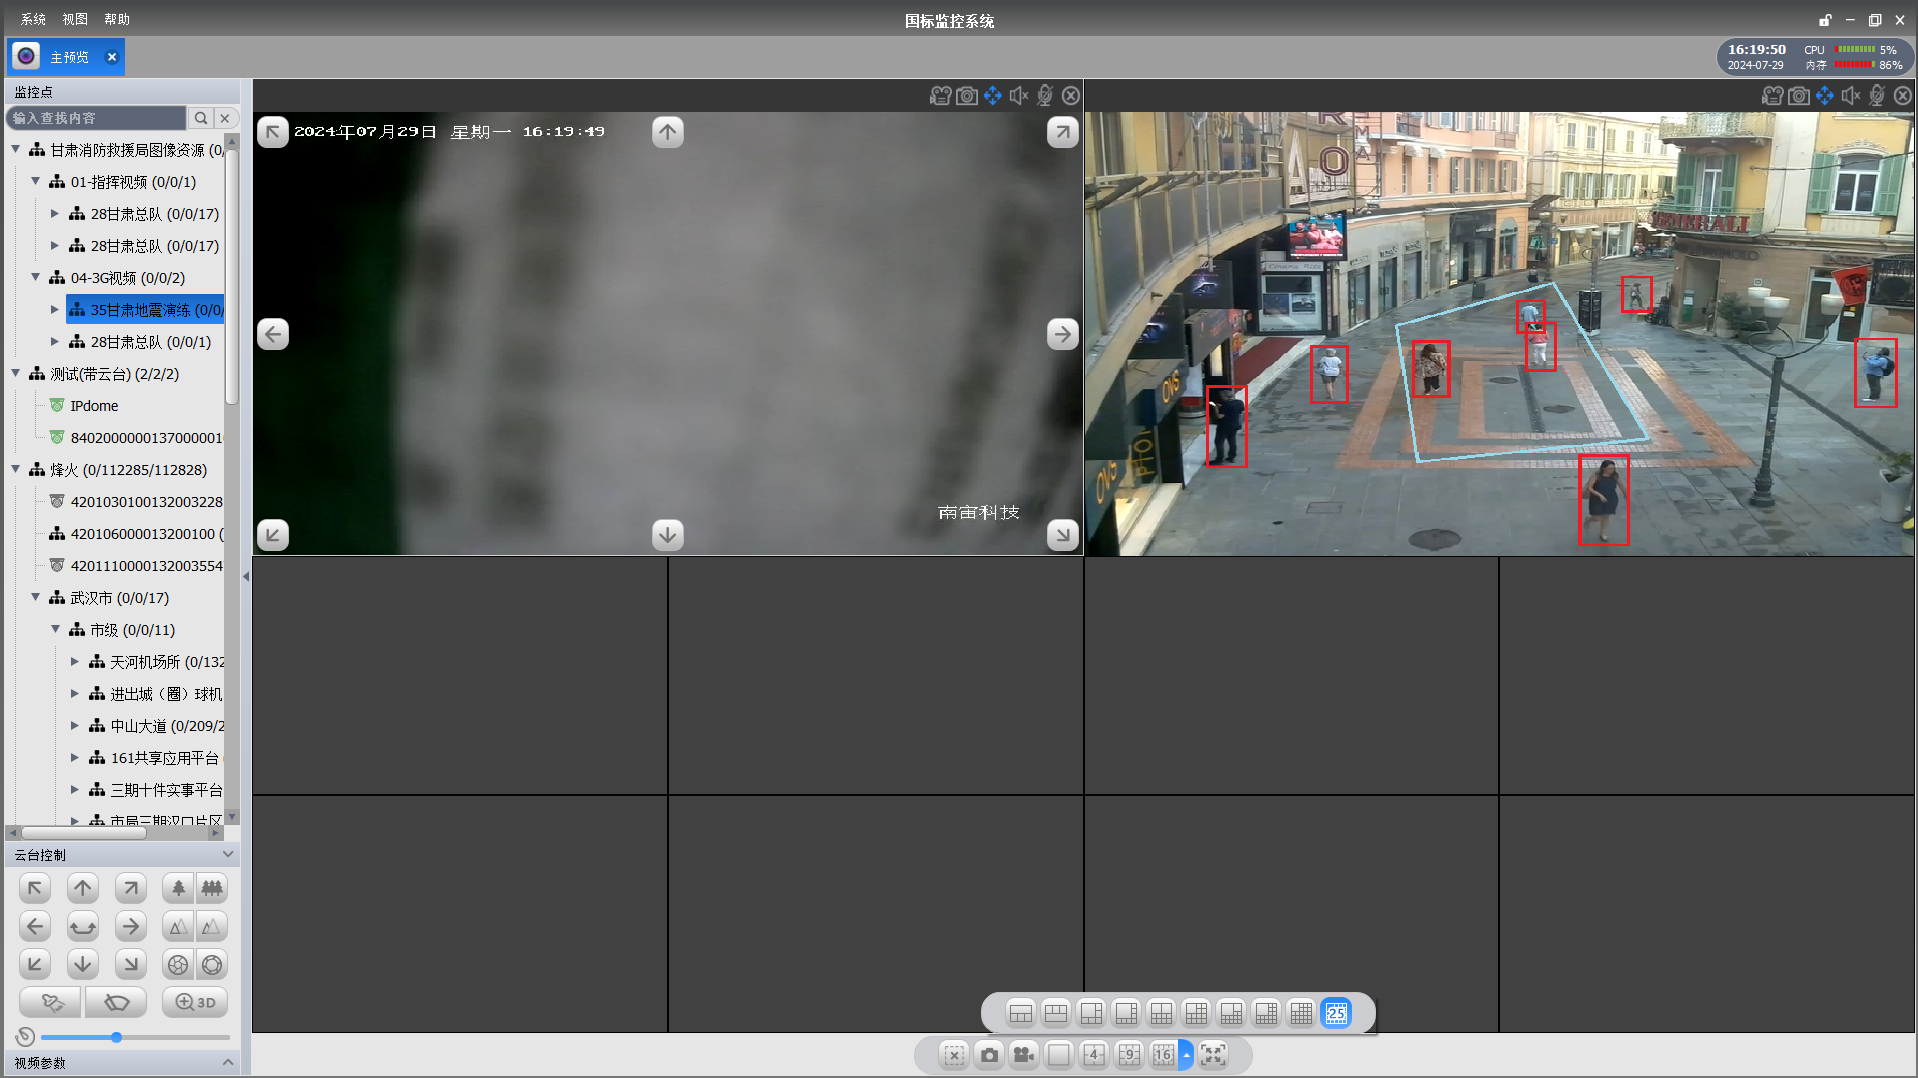 系统 视图 帮助
国标监控系统
主预览
16:19:50
2024-07-29
CPU 5%
内存 86%
监控点
输入查找内容
甘肃消防救援局图像资源 (0/
01-指挥视频 (0/0/1)
28甘肃总队 (0/0/17)
28甘肃总队 (0/0/17)
04-3G视频 (0/0/2)
35甘肃地震演练 (0/0/
28甘肃总队 (0/0/1)
测试(带云台) (2/2/2)
IPdome
8402000000137000001
烽火 (0/112285/112828)
4201030100132003228
420106000013200100 (
4201110000132003554
武汉市 (0/0/17)
市级 (0/0/11)
天河机场所 (0/132
进出城（圈）球机
中山大道 (0/209/2
161共享应用平台
三期十件实事平台
市局三期汉口片区
云台控制
3D
视频参数
2024年07月29日 星期一 16:19:49
南宙科技
GENERALI
OVS
OVS
25
4
9
16